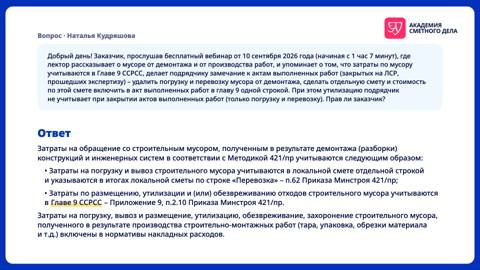 АКАДЕМИЯ
СМЕТНОГО ДЕЛА
Вопрос · Наталья Кудряшова
Добрый день! Заказчик, прослушав бесплатный вебинар от 10 сентября 2026 года (начиная с 1 час 7 минут), где
лектор рассказывает о мусоре от демонтажа и от производства работ, и упоминает о том, что затраты по мусору
учитываются в Главе 9 ССРСС, делает подрядчику замечание к актам выполненных работ (закрытых на ЛСР,
прошедших экспертизу) – удалить погрузку и перевозку мусора от демонтажа, сделать отдельную смету и стоимость
по этой смете включить в акт выполненных работ в главу 9 одной строкой. При этом утилизацию подрядчик
не учитывает при закрытии актов выполненных работ (только погрузку и перевозку). Прав ли заказчик?
Ответ
Затраты на обращение со строительным мусором, полученным в результате демонтажа (разборки)
конструкций и инженерных систем в соответствии с Методикой 421/пр учитываются следующим образом:
• Затраты на погрузку и вывоз строительного мусора учитываются в локальной смете отдельной строкой
и указываются в итогах локальной сметы по строке «Перевозка» – п.62 Приказа Минстроя 421/пр;
• Затраты по размещению, утилизации и (или) обезвреживанию отходов строительного мусора учитываются
в Главе 9 ССРСС – Приложение 9, п.2.10 Приказа Минстроя 421/пр.
Затраты на погрузку, вывоз и размещение, утилизацию, обезвреживание, захоронение строительного мусора,
полученного в результате производства строительно-монтажных работ (тара, упаковка, обрезки материала
и т.д.) включены в нормативы накладных расходов.